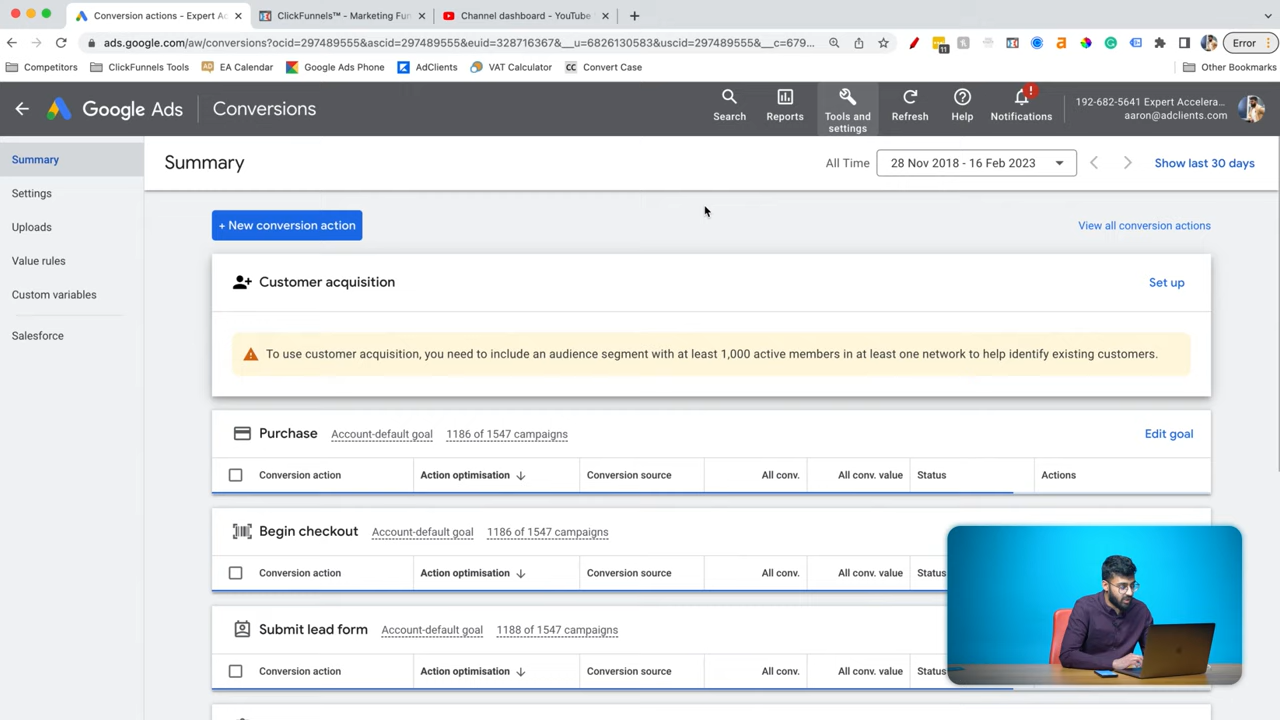 Conversion actions - Expert Ac
ClickFunnels™ - Marketing Fun
Channel dashboard - YouTube
ads.google.com/aw/conversions?ocid=297489555&ascid=297489555&euid=328716367&__u=6826130583&uscid=297489555&__c=679...
11
Error
Competitors
ClickFunnels Tools
EA Calendar
Google Ads Phone
AdClients
VAT Calculator
CC Convert Case
Other Bookmarks
Google Ads
Conversions
Search
Reports
Tools and
settings
Refresh
Help
!
Notifications
192-682-5641 Expert Accelera...
aaron@adclients.com
Summary
Settings
Uploads
Value rules
Custom variables
Salesforce
Summary
All Time
28 Nov 2018 - 16 Feb 2023
Show last 30 days
+ New conversion action
View all conversion actions
Customer acquisition
Set up
To use customer acquisition, you need to include an audience segment with at least 1,000 active members in at least one network to help identify existing customers.
Purchase Account-default goal 1186 of 1547 campaigns
Edit goal
Conversion action Action optimisation Conversion source All conv. All conv. value Status Actions
Begin checkout Account-default goal 1186 of 1547 campaigns
Conversion action Action optimisation Conversion source All conv. All conv. value Status
Submit lead form Account-default goal 1188 of 1547 campaigns
Conversion action Action optimisation Conversion source All conv. All conv. value Status